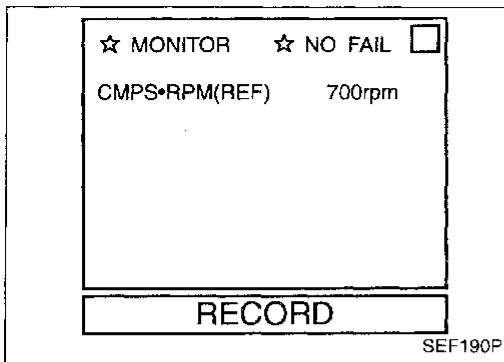 ☆ MONITOR ☆ NO FAIL
CMPS•RPM(REF) 700rpm
RECORD
SEF190P